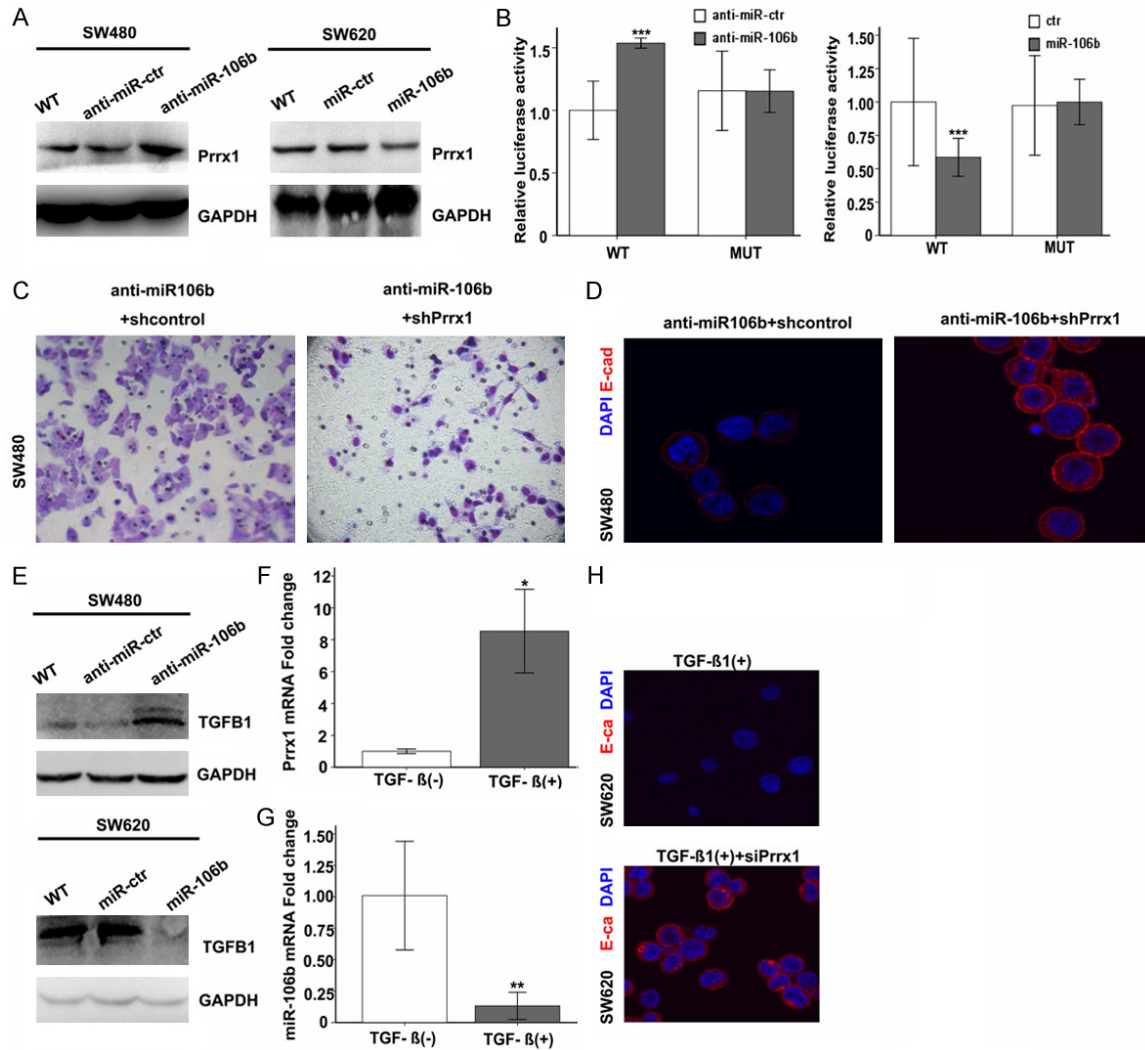 A
SW480
WT
anti-miR-ctr
anti-miR-106b
Prrx1
GAPDH
SW620
WT
miR-ctr
miR-106b
Prrx1
GAPDH
B
anti-miR-ctr
anti-miR-106b
Relative luciferase activity
1.50
1.0
0.5
0
***
WT
MUT
ctr
miR-106b
Relative luciferase activity
1.50
1.25
1.00
0.75
0.50
0.25
0
***
WT
MUT
C
anti-miR106b
+shcontrol
anti-miR-106b
+shPrrx1
SW480
D
anti-miR106b+shcontrol
anti-miR-106b+shPrrx1
DAPI E-cad
SW480
E
SW480
WT
anti-miR-ctr
anti-miR-106b
TGFB1
GAPDH
SW620
WT
miR-ctr
miR-106b
TGFB1
GAPDH
F
Prrx1 mRNA Fold change
12
10
8
6
4
2
0
*
TGF- ß(-)
TGF- ß(+)
G
miR-106b mRNA Fold change
1.50
1.25
1.00
0.75
0.50
0.25
0
**
TGF- ß(-)
TGF- ß(+)
H
TGF-ß1(+)
E-ca DAPI
SW620
TGF-ß1(+)+siPrrx1
E-ca DAPI
SW620